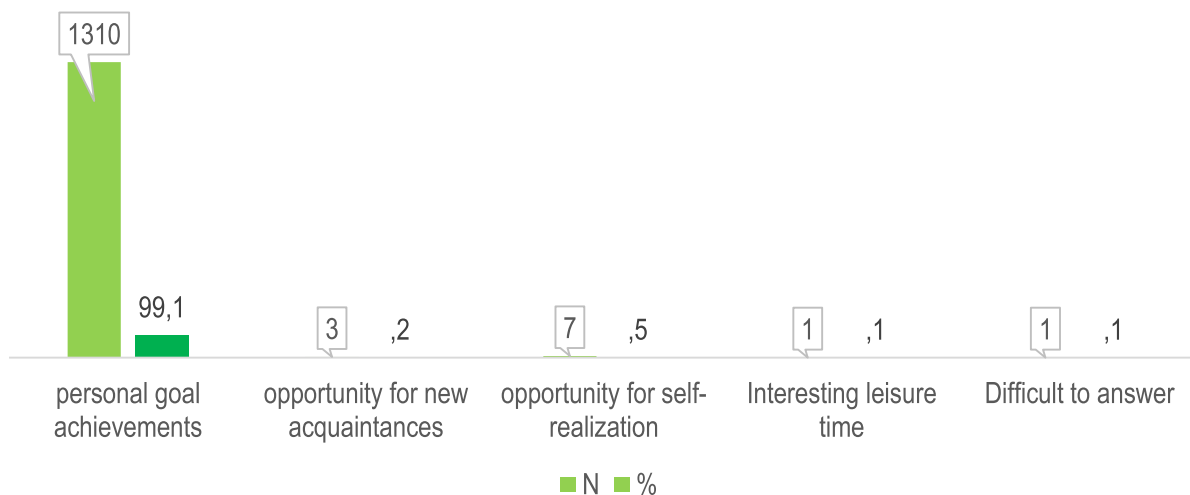 1310
99,1
3
,2
7
,5
1
,1
1
,1
personal goal
achievements
opportunity for new
acquaintances
opportunity for self-
realization
Interesting leisure
time
Difficult to answer
N %